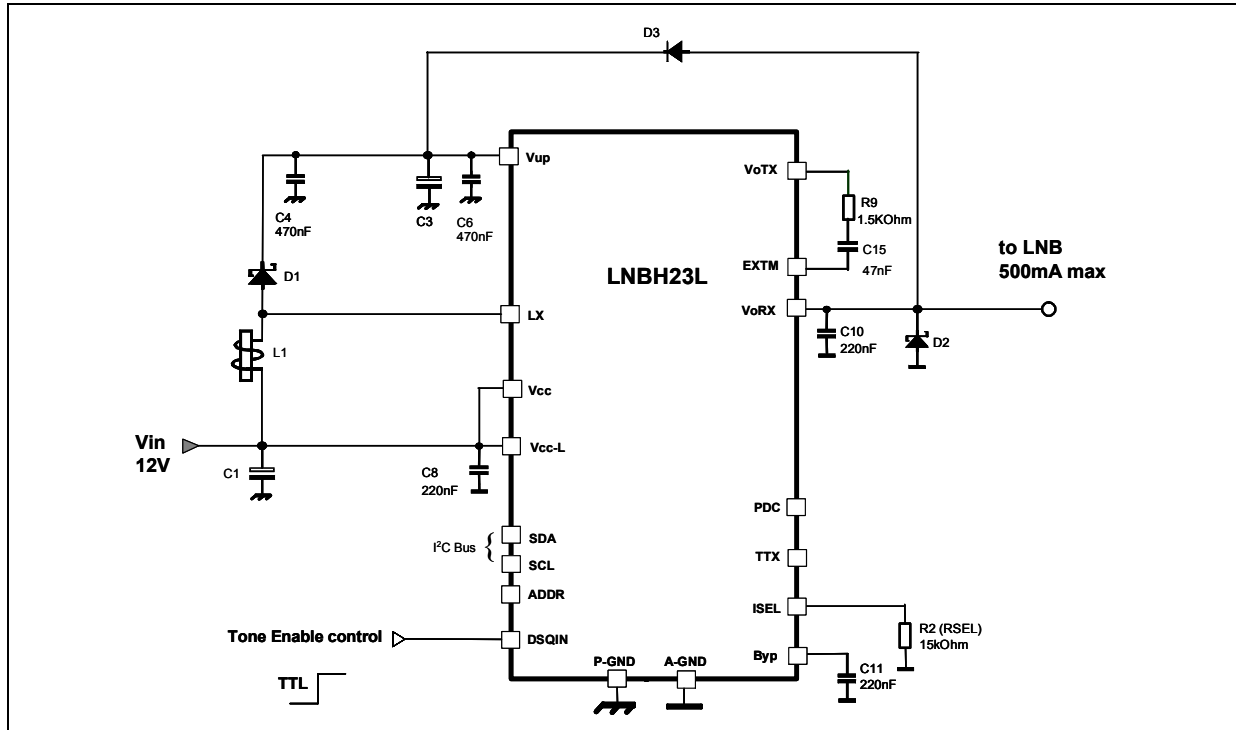 D3
Vup
VoTX
C4
470nF
C3
C6
470nF
R9
1.5KOhm
C15
47nF
D1
LNBH23L
EXTM
to LNB
500mA max
LX
VoRX
C10
220nF
D2
L1
Vcc
Vin
12V
Vcc-L
C1
C8
220nF
PDC
I²C Bus {
SDA
SCL
TTX
ADDR
ISEL
R2 (RSEL)
15kOhm
Tone Enable control
DSQIN
Byp
P-GND
A-GND
C11
220nF
TTL